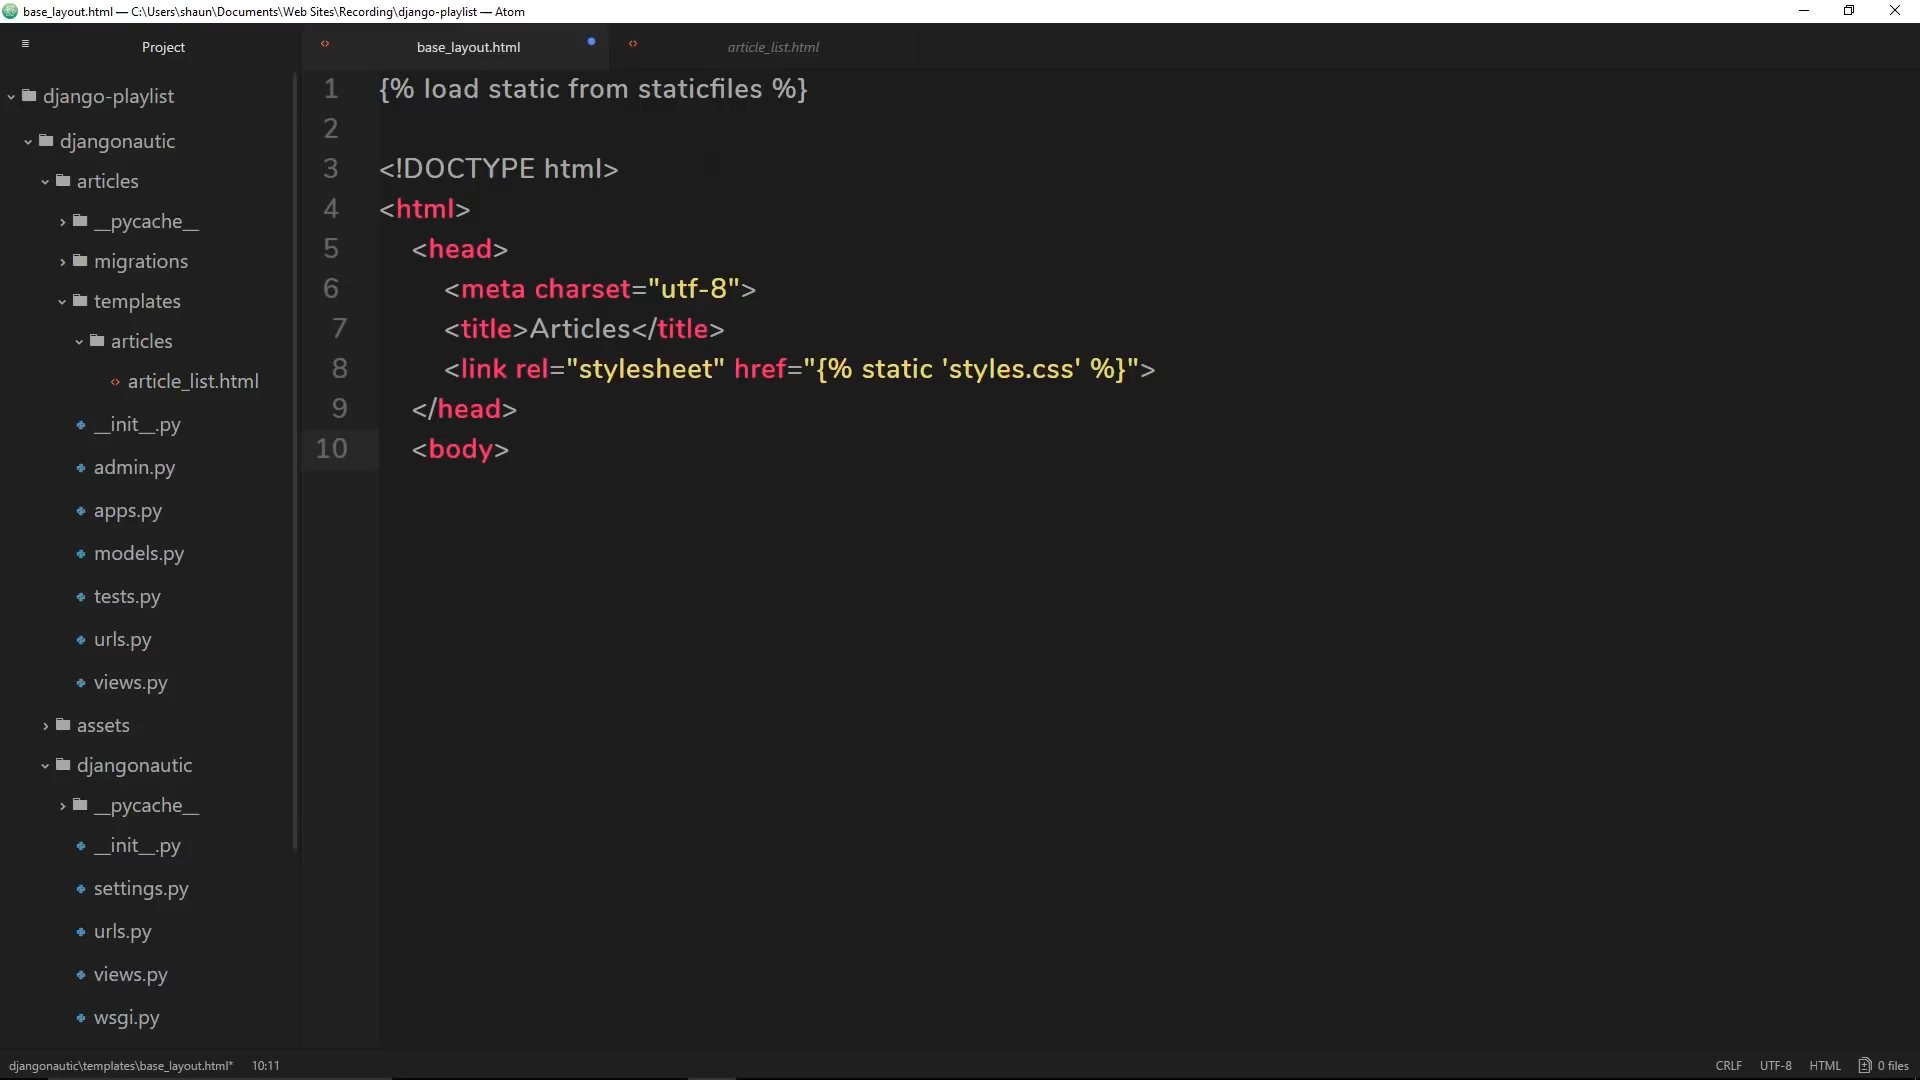 base_layout.html — C:\Users\shaun\Documents\Web Sites\Recording\django-playlist — Atom
Project
base_layout.html
article_list.html
django-playlist
djangonautic
articles
__pycache__
migrations
templates
articles
article_list.html
__init__.py
admin.py
apps.py
models.py
tests.py
urls.py
views.py
assets
djangonautic
__pycache__
__init__.py
settings.py
urls.py
views.py
wsgi.py
1 {% load static from staticfiles %}
2
3 <!DOCTYPE html>
4 <html>
5 <head>
6 <meta charset="utf-8">
7 <title>Articles</title>
8 <link rel="stylesheet" href="{% static 'styles.css' %}">
9 </head>
10 <body>
djangonautic\templates\base_layout.html* 10:11
CRLF UTF-8 HTML 0 files